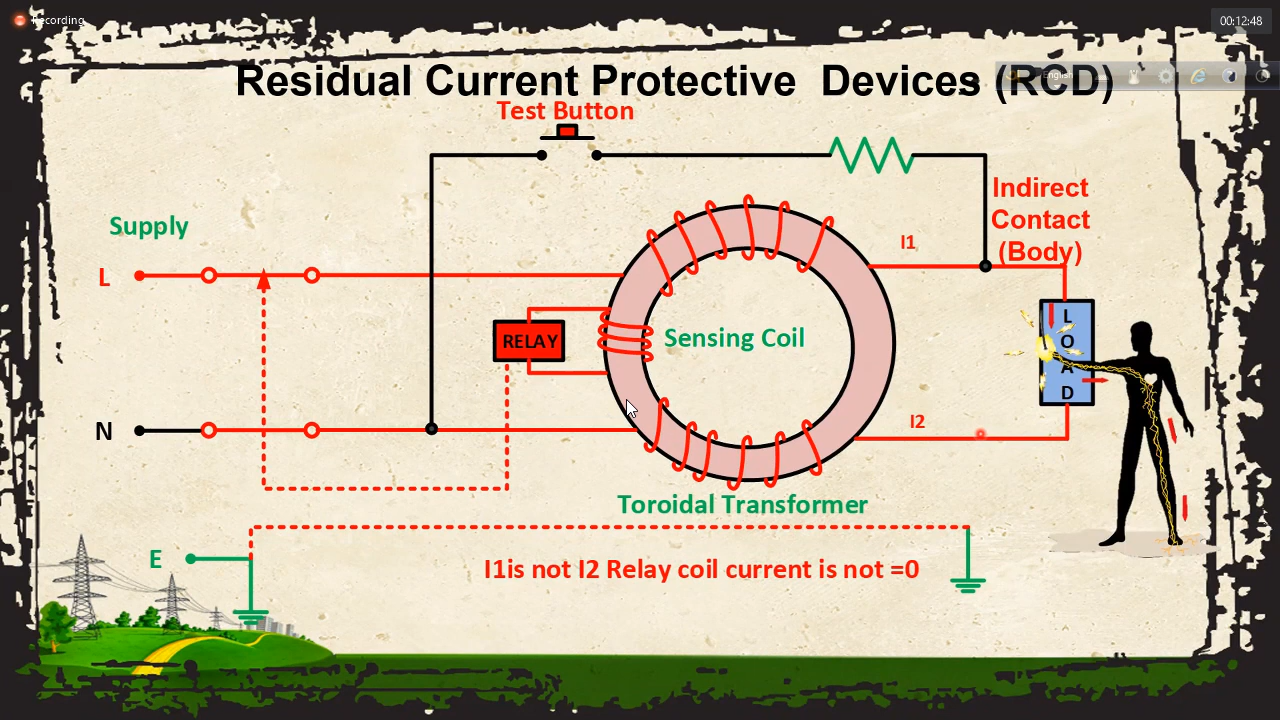 Recording
00:12:48
Residual Current Protective  Devices (RCD)
English
Test Button
Indirect
Contact
(Body)
Supply
I1
L
L
O
A
D
RELAY
Sensing Coil
N
I2
Toroidal Transformer
E
I1is not I2 Relay coil current is not =0